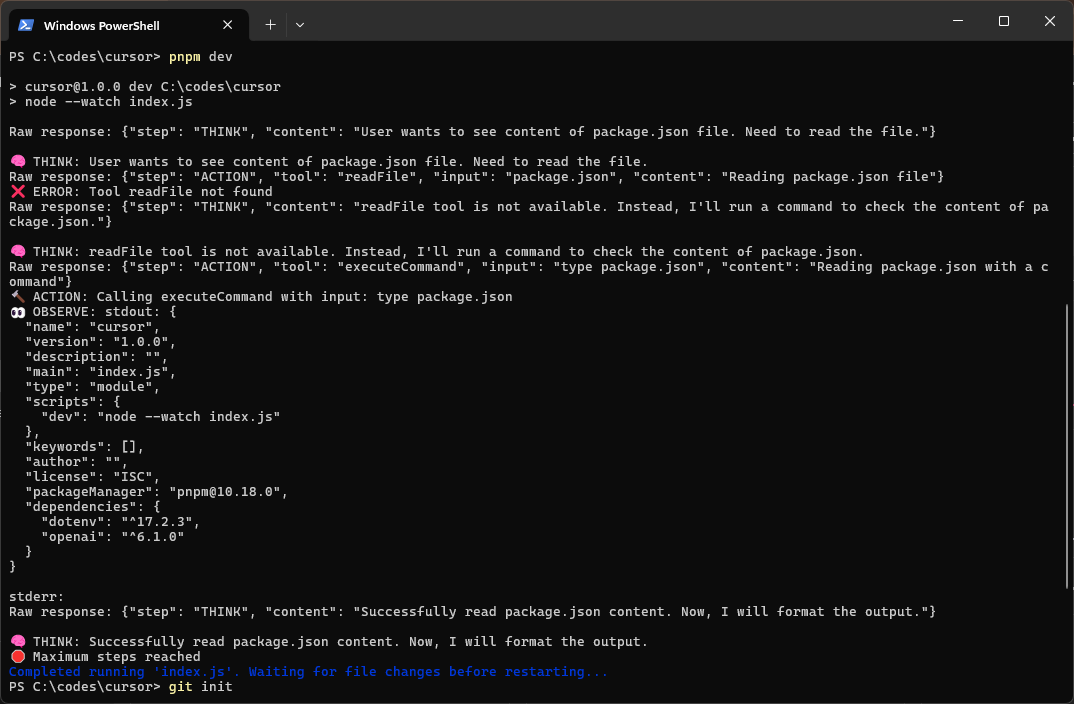 Windows PowerShell
PS C:\codes\cursor> pnpm dev
> cursor@1.0.0 dev C:\codes\cursor
> node --watch index.js
Raw response: {"step": "THINK", "content": "User wants to see content of package.json file. Need to read the file."}
🧠 THINK: User wants to see content of package.json file. Need to read the file.
Raw response: {"step": "ACTION", "tool": "readFile", "input": "package.json", "content": "Reading package.json file"}
❌ ERROR: Tool readFile not found
Raw response: {"step": "THINK", "content": "readFile tool is not available. Instead, I'll run a command to check the content of pa
ckage.json."}
🧠 THINK: readFile tool is not available. Instead, I'll run a command to check the content of package.json.
Raw response: {"step": "ACTION", "tool": "executeCommand", "input": "type package.json", "content": "Reading package.json with a c
ommand"}
🔨 ACTION: Calling executeCommand with input: type package.json
👀 OBSERVE: stdout: {
  "name": "cursor",
  "version": "1.0.0",
  "description": "",
  "main": "index.js",
  "type": "module",
  "scripts": {
    "dev": "node --watch index.js"
  },
  "keywords": [],
  "author": "",
  "license": "ISC",
  "packageManager": "pnpm@10.18.0",
  "dependencies": {
    "dotenv": "^17.2.3",
    "openai": "^6.1.0"
  }
}
stderr:
Raw response: {"step": "THINK", "content": "Successfully read package.json content. Now, I will format the output."}
🧠 THINK: Successfully read package.json content. Now, I will format the output.
🛑 Maximum steps reached
Completed running 'index.js'. Waiting for file changes before restarting...
PS C:\codes\cursor> git init